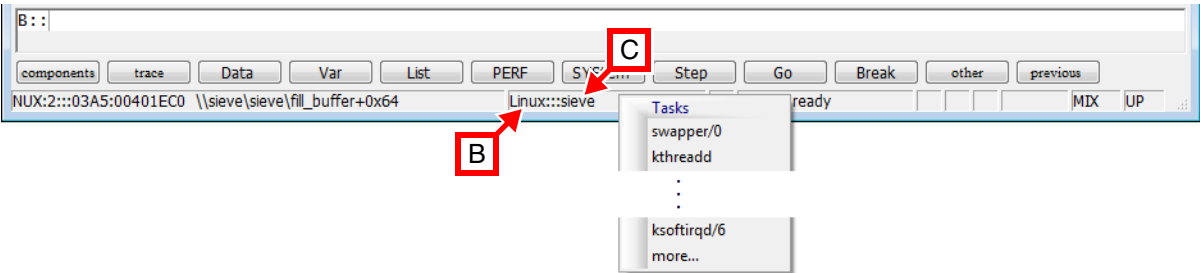 B::
C
components trace Data Var List PERF SYSTEM Step Go Break other previous
NUX:2:::03A5:00401EC0 \\sieve\sieve\fill_buffer+0x64 Linux:::sieve ready MIX UP
Tasks
B
swapper/0
kthreadd
ksoftirqd/6
more...